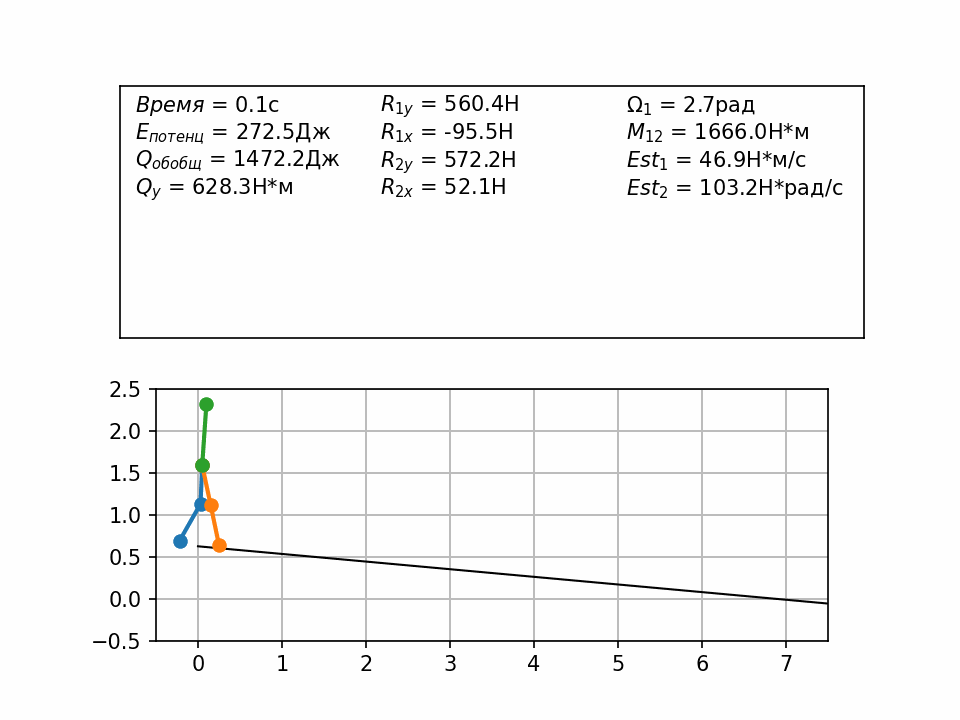 Время = 0.1с
Eпотенц = 272.5Дж
Qобобщ = 1472.2Дж
Qу = 628.3Н*м
R1y = 560.4Н
R1x = -95.5Н
R2y = 572.2Н
R2x = 52.1Н
Ω1 = 2.7рад
M12 = 1666.0Н*м
Est1 = 46.9Н*м/с
Est2 = 103.2Н*рад/с
2.5
2.0
1.5
1.0
0.5
0.0
−0.5
0 1 2 3 4 5 6 7